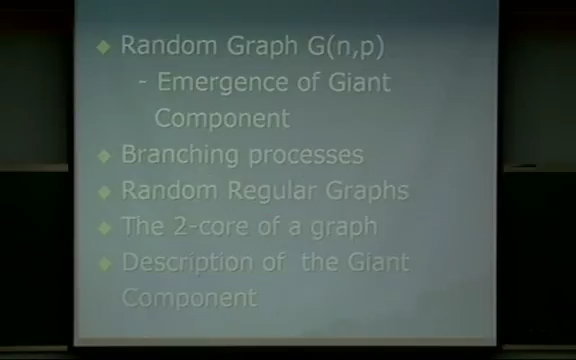 Random Graph G(n,p)
- Emergence of Giant
Component
Branching processes
Random Regular Graphs
The 2-core of a graph
Description of the Giant
Component